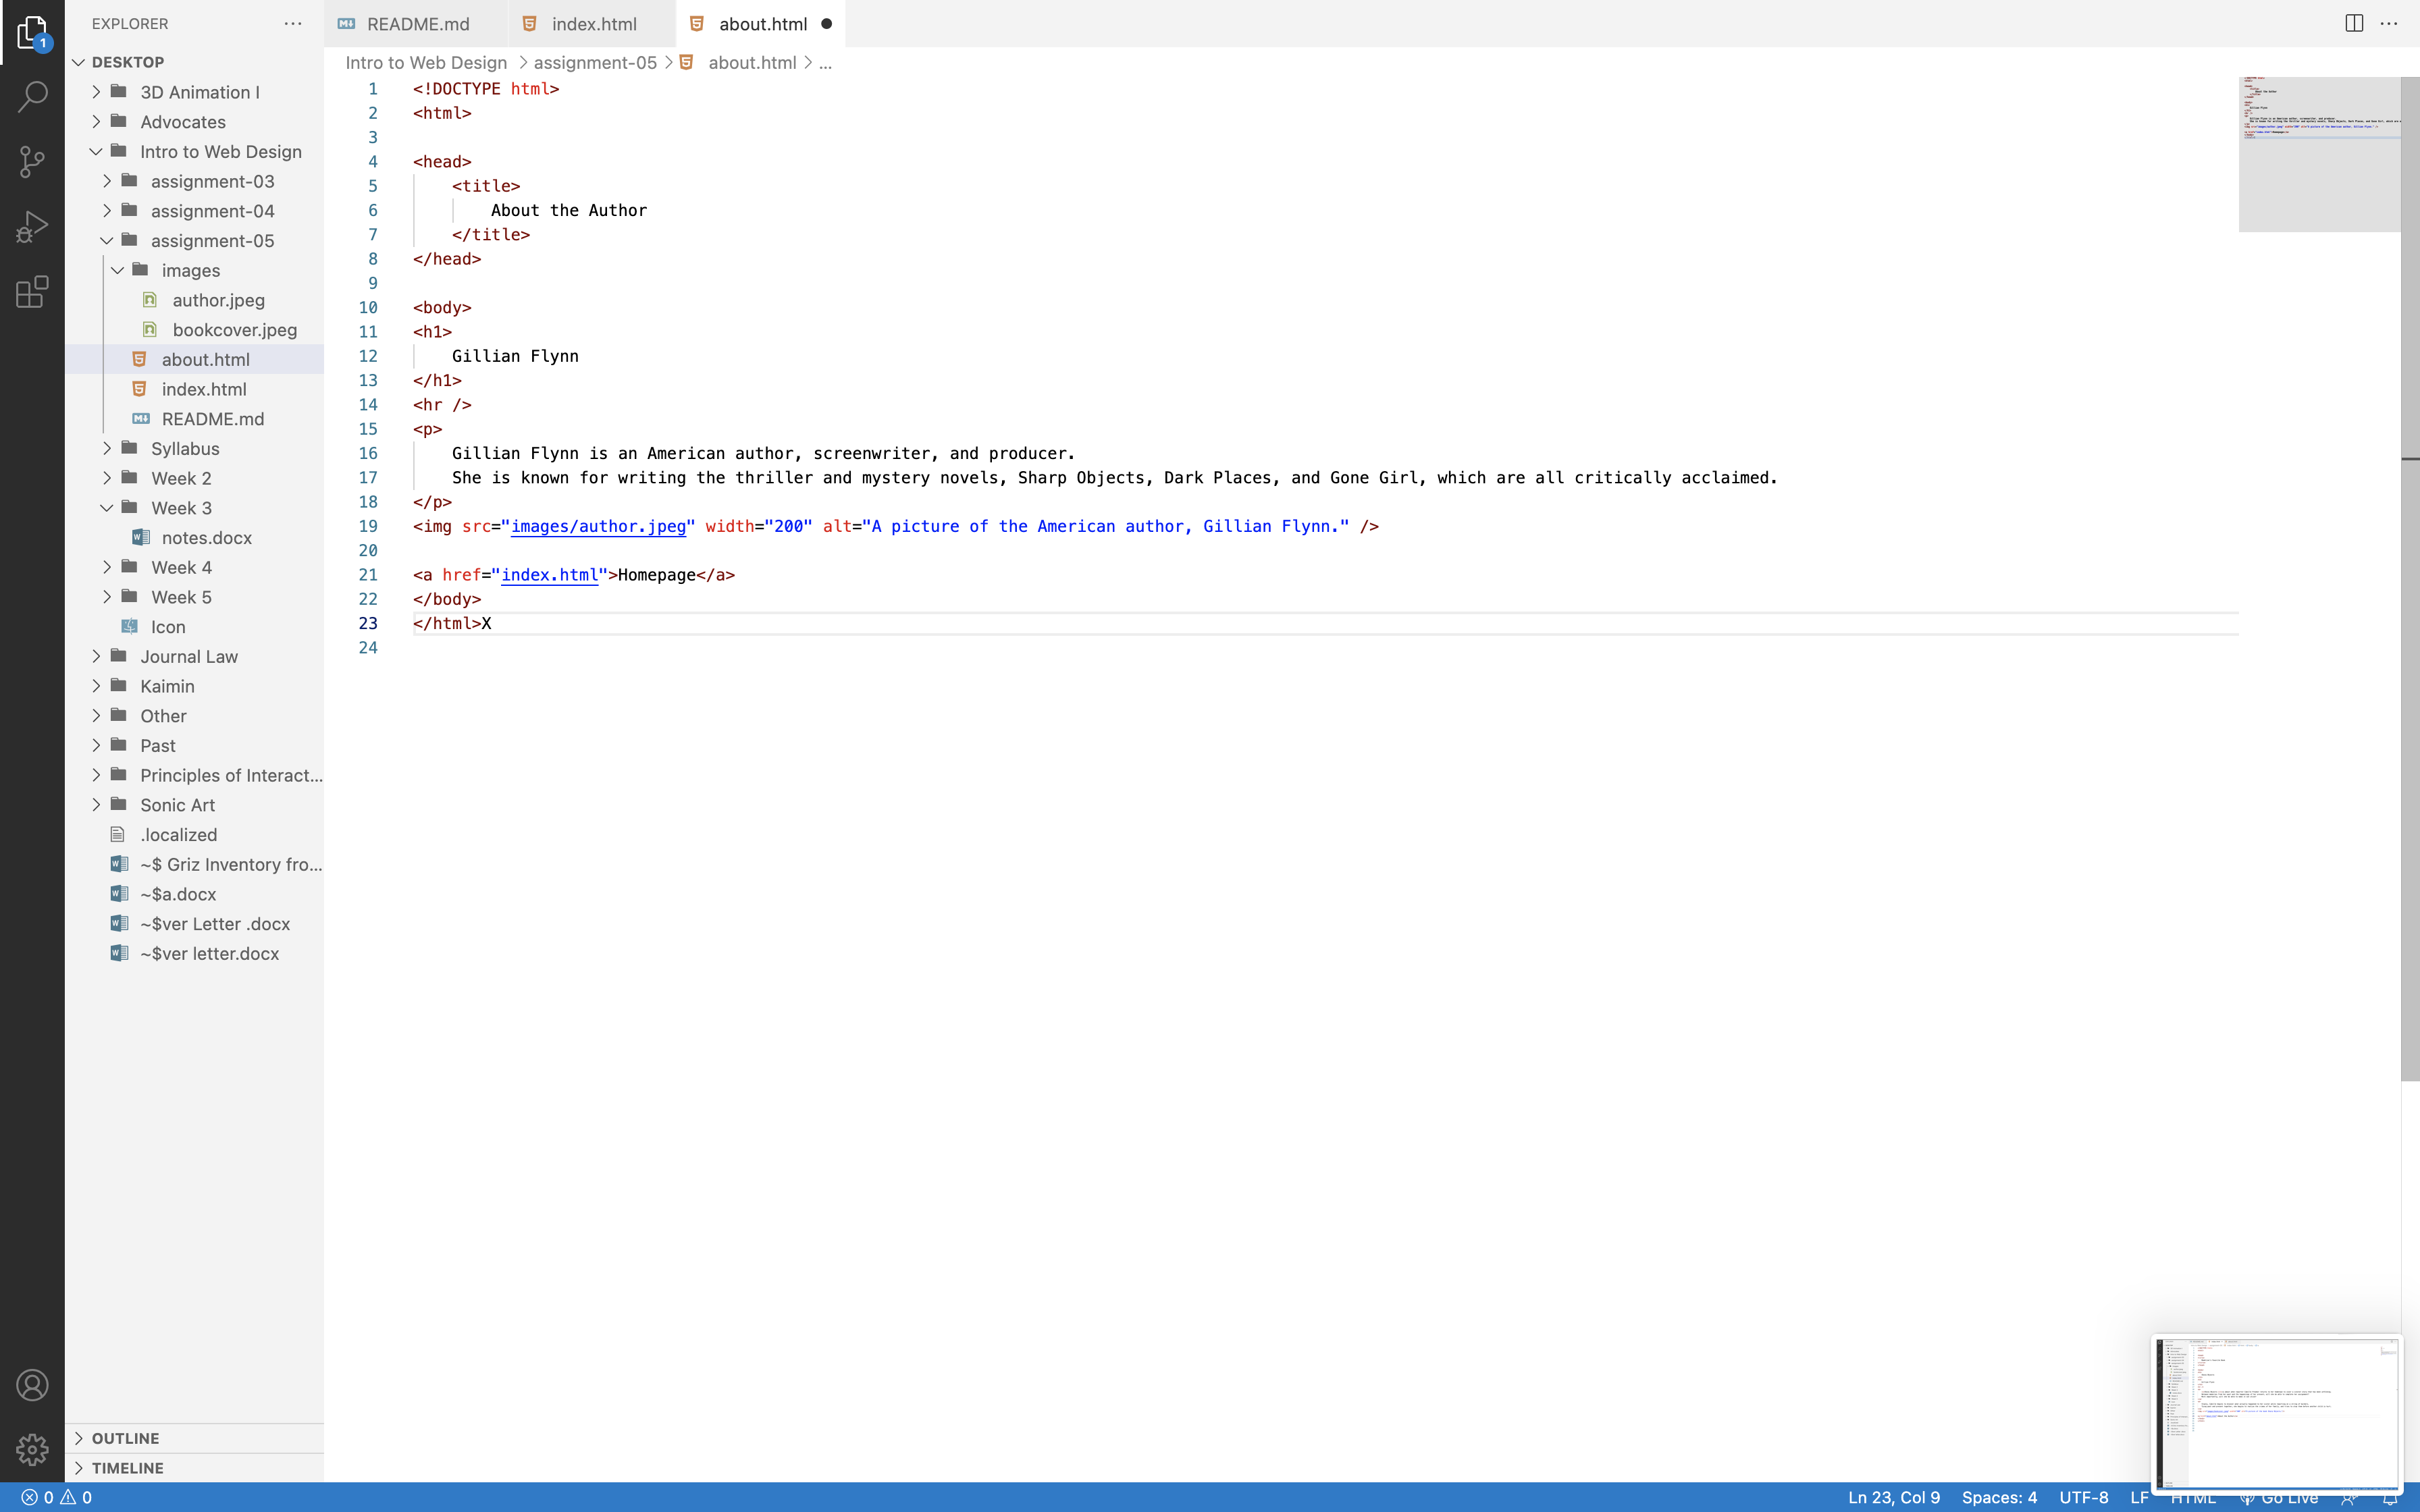 EXPLORER
DESKTOP
3D Animation I
Advocates
Intro to Web Design
assignment-03
assignment-04
assignment-05
images
author.jpeg
bookcover.jpeg
about.html
index.html
README.md
Syllabus
Week 2
Week 3
notes.docx
Week 4
Week 5
Icon
Journal Law
Kaimin
Other
Past
Principles of Interact...
Sonic Art
.localized
~$ Griz Inventory fro...
~$a.docx
~$ver Letter .docx
~$ver letter.docx
OUTLINE
TIMELINE
1
README.md index.html about.html
Intro to Web Design > assignment-05 > about.html > ...
1 <!DOCTYPE html>
2 <html>
3
4 <head>
5 <title>
6 About the Author
7 </title>
8 </head>
9
10 <body>
11 <h1>
12 Gillian Flynn
13 </h1>
14 <hr />
15 <p>
16 Gillian Flynn is an American author, screenwriter, and producer.
17 She is known for writing the thriller and mystery novels, Sharp Objects, Dark Places, and Gone Girl, which are all critically acclaimed.
18 </p>
19 <img src="images/author.jpeg" width="200" alt="A picture of the American author, Gillian Flynn." />
20
21 <a href="index.html">Homepage</a>
22 </body>
23 </html>X
24
0 0 Ln 23, Col 9 Spaces: 4 UTF-8 LF HTML Go Live